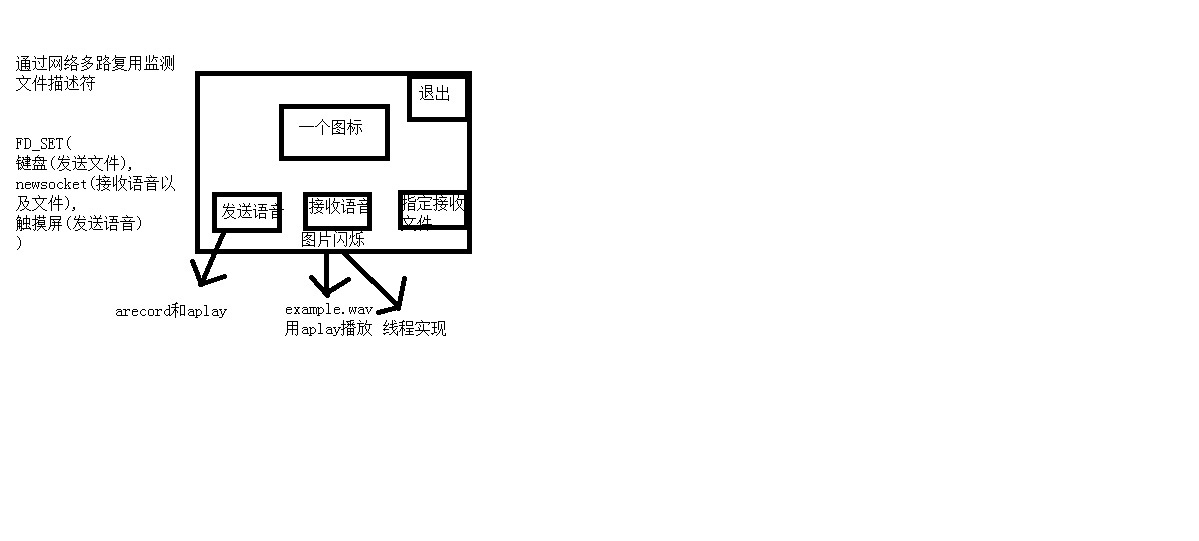 通过网络多路复用监测
文件描述符
FD_SET(
键盘(发送文件),
newsocket(接收语音以
及文件),
触摸屏(发送语音)
)
退出
一个图标
发送语音
接收语音
指定接收
文件
图片闪烁
arecord和aplay
example.wav
用aplay播放
线程实现